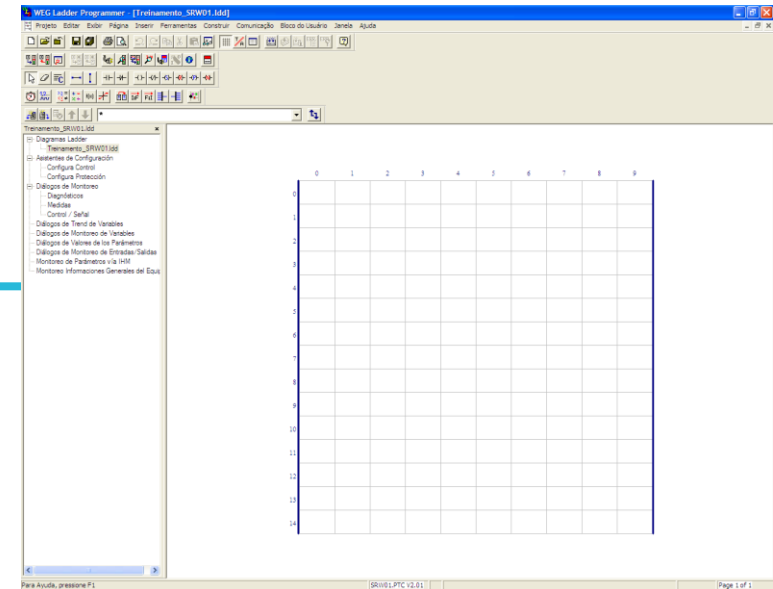 WEG Ladder Programmer - [Treinamento_SRW01.ldd]
Projeto Editar Exibir Página Inserir Ferramentas Construir Comunicação Bloco do Usuário Janela Ajuda
*
Treinamento_SRW01.ldd
Diagramas Ladder
Treinamento_SRW01.ldd
Asistentes de Configuración
Configura Control
Configura Protección
Diálogos de Monitoreo
Diagnósticos
Medidas
Control / Señal
Diálogos de Trend de Variables
Diálogos de Monitoreo de Variables
Diálogos de Valores de los Parámetros
Diálogos de Monitoreo de Entradas/Salidas
Monitoreo de Parámetros vía IHM
Monitoreo Informaciones Generales del Equip
0 1 2 3 4 5 6 7 8 9
0
1
2
3
4
5
6
7
8
9
10
11
12
13
14
Para Ayuda, pressione F1
SRW01.PTC V2.01
Page 1 of 1